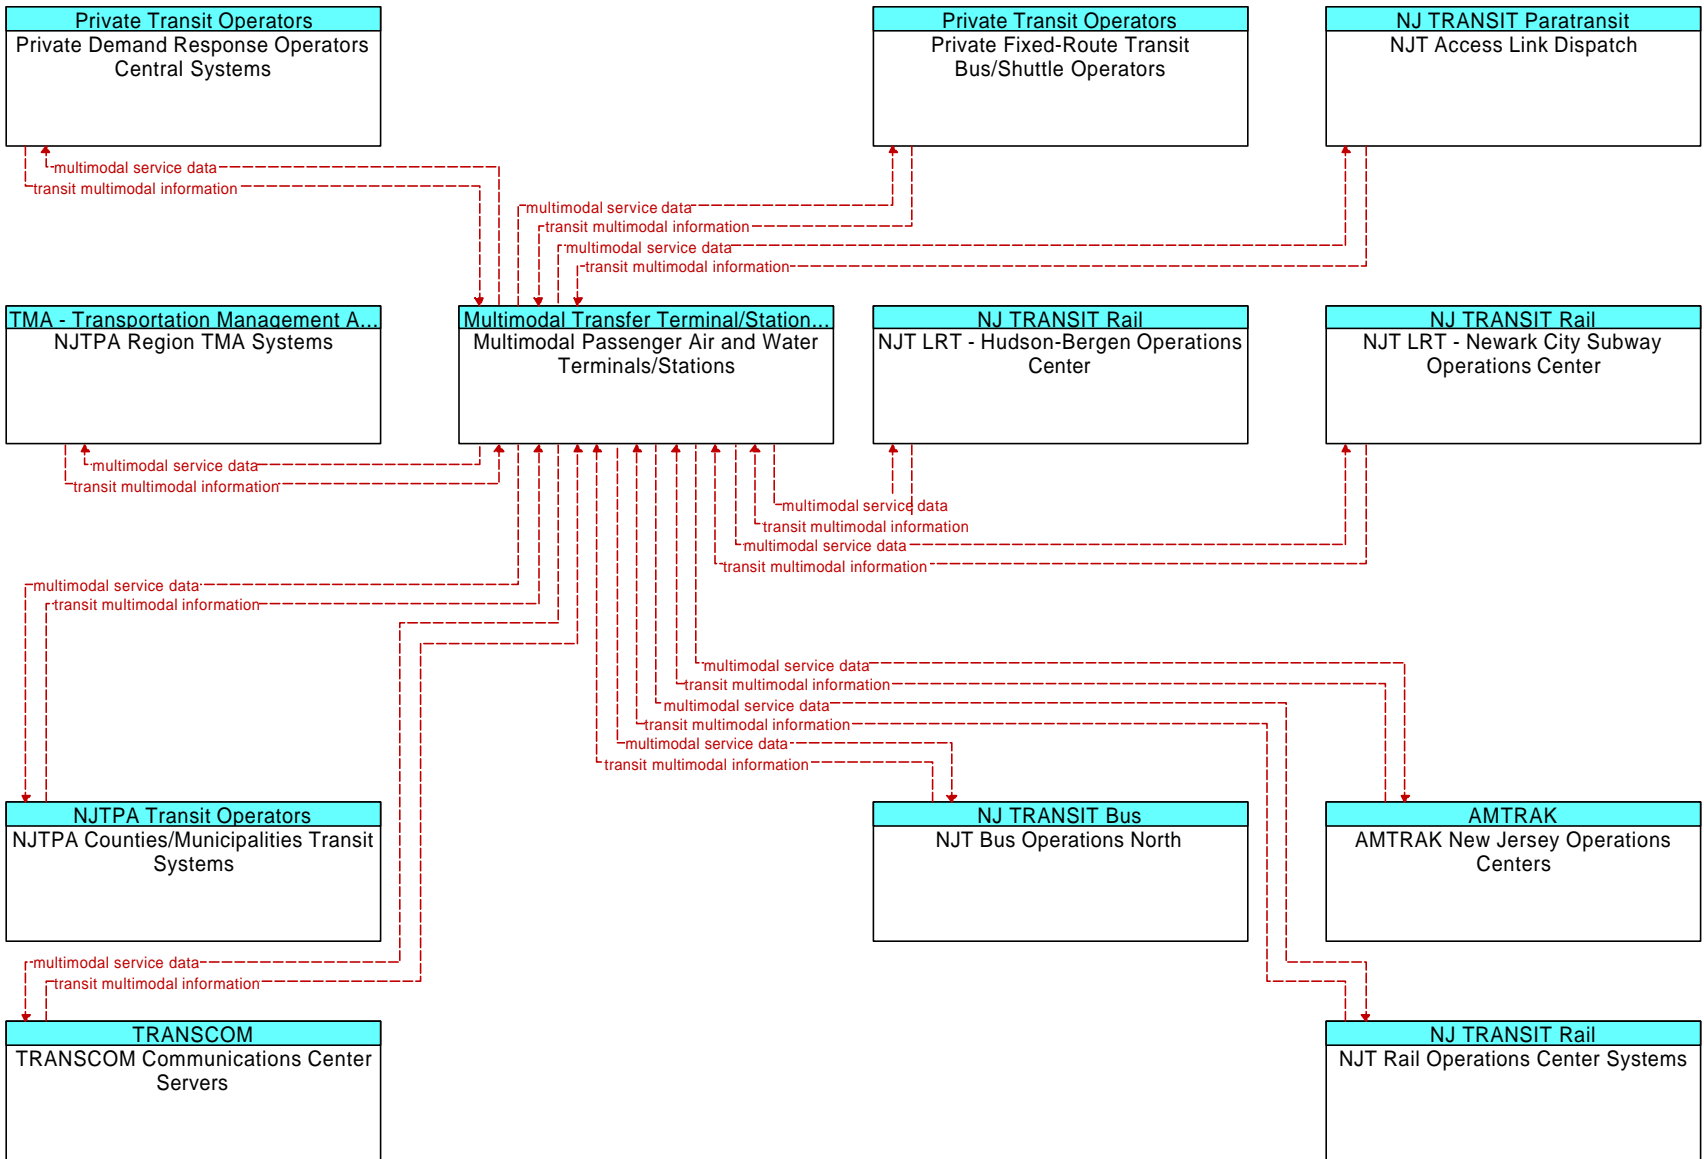 Private Transit Operators
Private Demand Response Operators
Central Systems
Private Transit Operators
Private Fixed-Route Transit
Bus/Shuttle Operators
NJ TRANSIT Paratransit
NJT Access Link Dispatch
multimodal service data
transit multimodal information
multimodal service data
transit multimodal information
multimodal service data
transit multimodal information
TMA - Transportation Management A...
NJTPA Region TMA Systems
Multimodal Transfer Terminal/Station...
Multimodal Passenger Air and Water
Terminals/Stations
NJ TRANSIT Rail
NJT LRT - Hudson-Bergen Operations
Center
NJ TRANSIT Rail
NJT LRT - Newark City Subway
Operations Center
multimodal service data
transit multimodal information
multimodal service data
transit multimodal information
multimodal service data
transit multimodal information
multimodal service data
transit multimodal information
multimodal service data
transit multimodal information
multimodal service data
transit multimodal information
multimodal service data
transit multimodal information
NJTPA Transit Operators
NJTPA Counties/Municipalities Transit
Systems
NJ TRANSIT Bus
NJT Bus Operations North
AMTRAK
AMTRAK New Jersey Operations
Centers
multimodal service data
transit multimodal information
TRANSCOM
TRANSCOM Communications Center
Servers
NJ TRANSIT Rail
NJT Rail Operations Center Systems